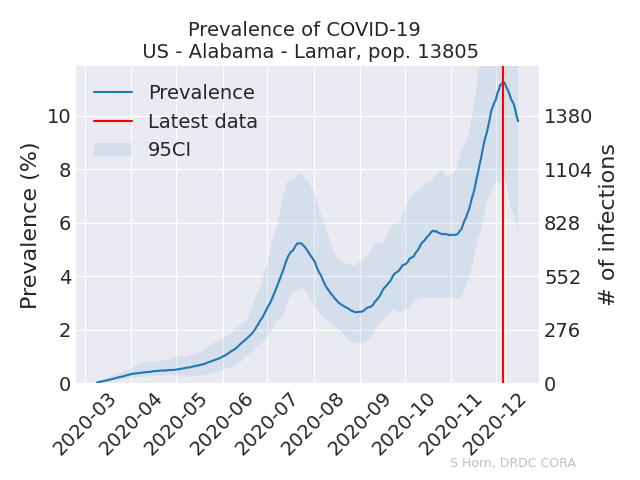 Prevalence of COVID-19
US - Alabama - Lamar, pop. 13805
Prevalence
Latest data
95CI
Prevalence (%)
10
8
6
4
2
0
1380
1104
828
552
276
0
# of infections
2020-03
2020-04
2020-05
2020-06
2020-07
2020-08
2020-09
2020-10
2020-11
2020-12
S Horn, DRDC CORA